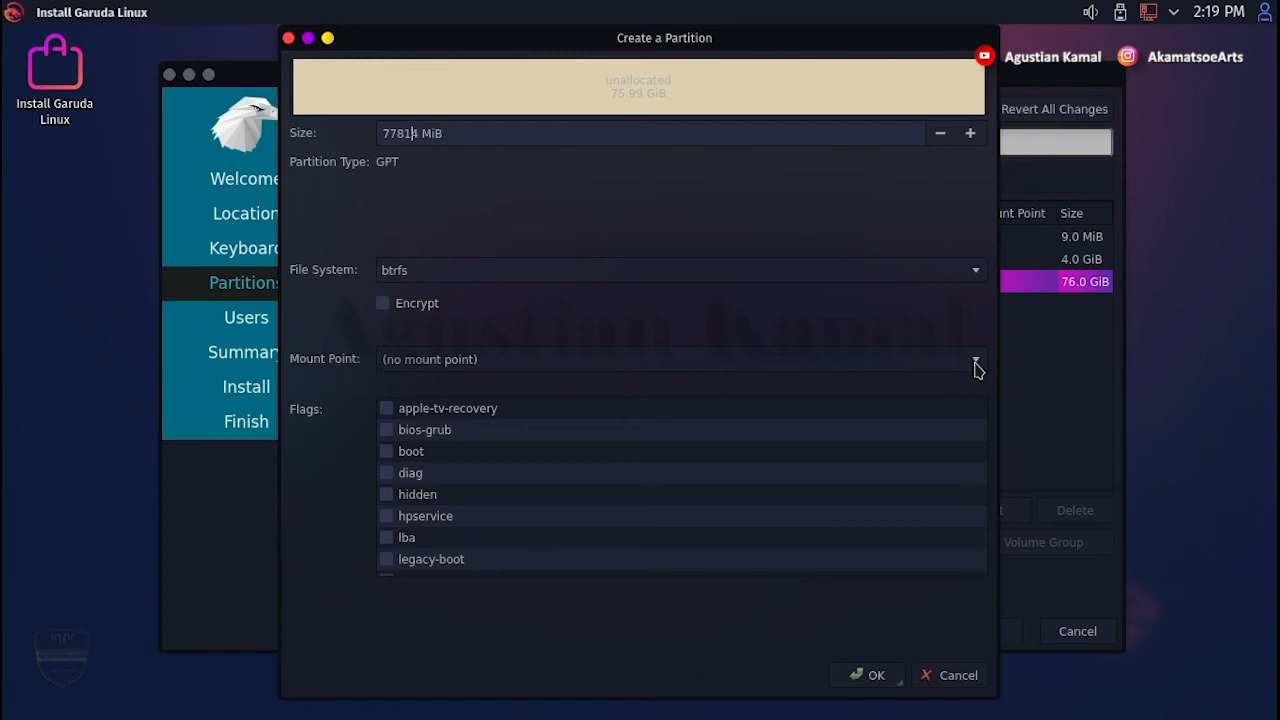 Install Garuda Linux
2:19 PM
Install Garuda
Linux
Create a Partition
Agustian Kamal
AkamatsoeArts
unallocated
75.99 GiB
Revert All Changes
Size:
77814 MiB
Partition Type:
GPT
Welcome
Location
Keyboard
Partitions
Users
Summary
Install
Finish
File System:
btrfs
Encrypt
Agustian Kamal
Mount Point:
(no mount point)
Flags:
apple-tv-recovery
bios-grub
boot
diag
hidden
hpservice
lba
legacy-boot
nt Point
Size
9.0 MiB
4.0 GiB
76.0 GiB
t
Delete
Volume Group
Cancel
OK
Cancel